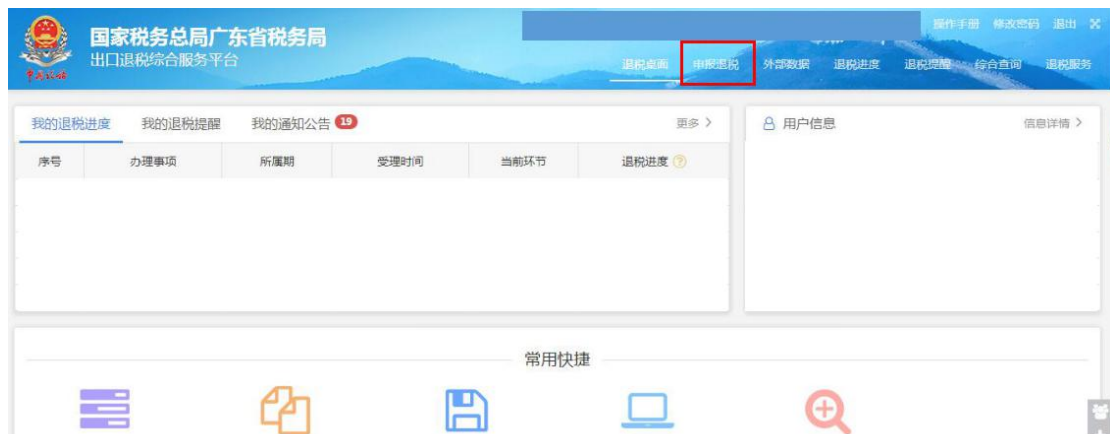 操作手册 修改密码 退出
国家税务总局广东省税务局
出口退税综合服务平台
中国税务
退税桌面 申报退税 外部数据 退税进度 退税提醒 综合查询 退税服务
我的退税进度 我的退税提醒 我的通知公告 19 更多 >
用户信息 信息详情 >
序号 办理事项 所属期 受理时间 当前环节 退税进度 ?
常用快捷